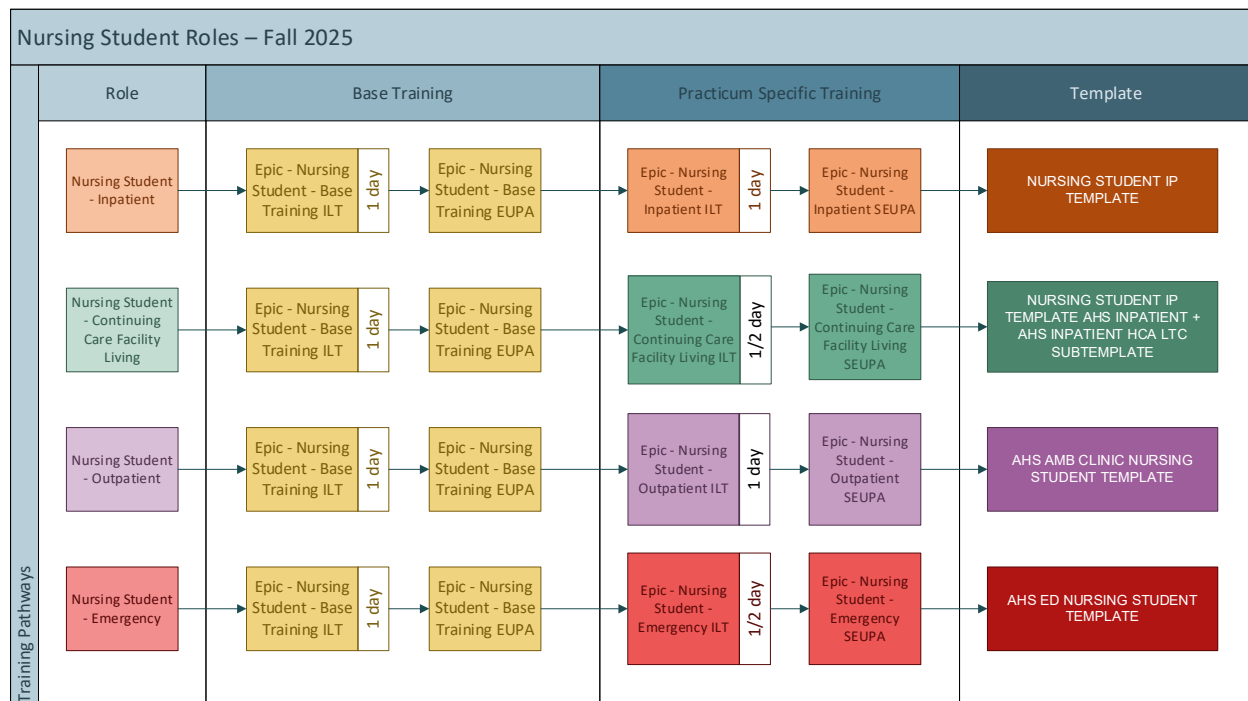 Nursing Student Roles – Fall 2025
Role
Base Training
Practicum Specific Training
Template
Training Pathways
Nursing Student
- Inpatient
Epic - Nursing
Student - Base
Training ILT
1 day
Epic - Nursing
Student - Base
Training EUPA
Epic - Nursing
Student -
Inpatient ILT
1 day
Epic - Nursing
Student -
Inpatient SEUPA
NURSING STUDENT IP
TEMPLATE
Nursing Student
- Continuing
Care Facility
Living
Epic - Nursing
Student - Base
Training ILT
1 day
Epic - Nursing
Student - Base
Training EUPA
Epic - Nursing
Student -
Continuing Care
Facility Living ILT
1/2 day
Epic - Nursing
Student -
Continuing Care
Facility Living
SEUPA
NURSING STUDENT IP
TEMPLATE AHS INPATIENT +
AHS INPATIENT HCA LTC
SUBTEMPLATE
Nursing Student
- Outpatient
Epic - Nursing
Student - Base
Training ILT
1 day
Epic - Nursing
Student - Base
Training EUPA
Epic - Nursing
Student -
Outpatient ILT
1 day
Epic - Nursing
Student -
Outpatient
SEUPA
AHS AMB CLINIC NURSING
STUDENT TEMPLATE
Nursing Student
- Emergency
Epic - Nursing
Student - Base
Training ILT
1 day
Epic - Nursing
Student - Base
Training EUPA
Epic - Nursing
Student -
Emergency ILT
1/2 day
Epic - Nursing
Student -
Emergency
SEUPA
AHS ED NURSING STUDENT
TEMPLATE